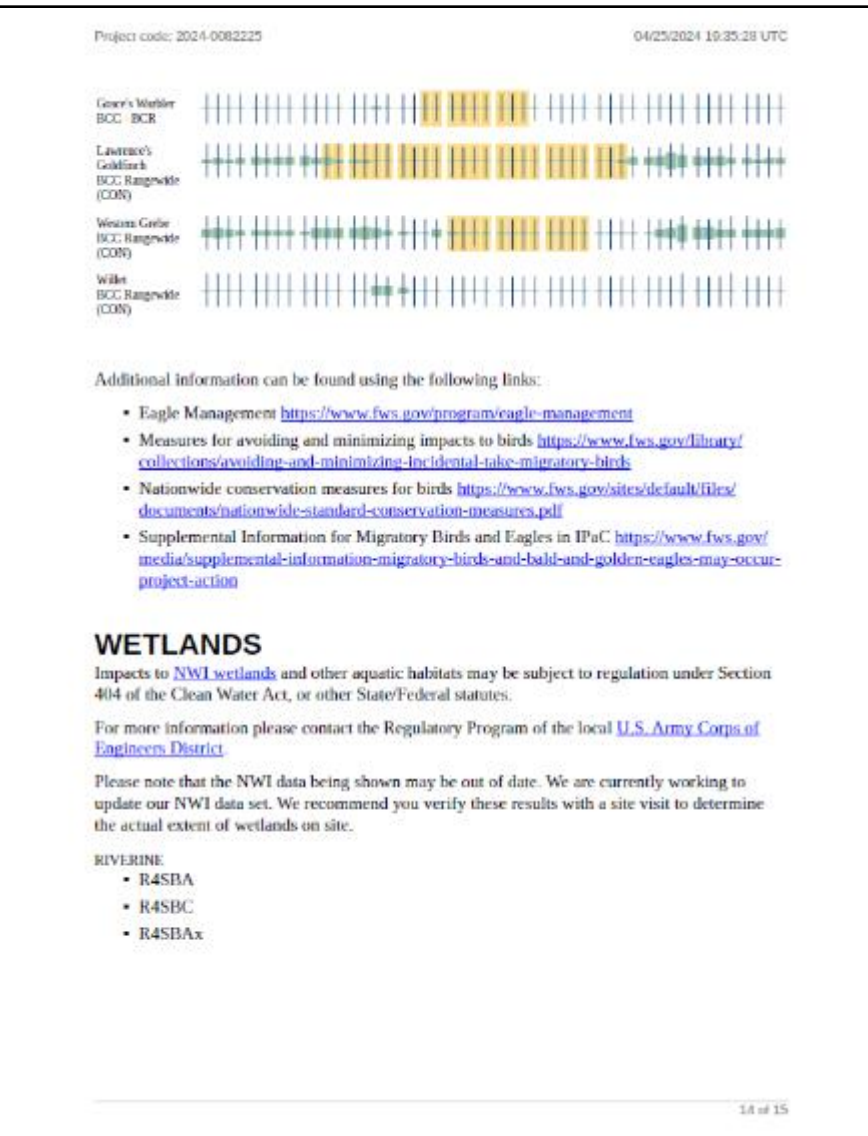 Project code: 2024-0082225 04/25/2024 19:35:28 UTC
Grace's Warbler
BCC - BCR
Lawrence's
Goldfinch
BCC Rangewide
(CON)
Western Grebe
BCC Rangewide
(CON)
Willet
BCC Rangewide
(CON)
Additional information can be found using the following links:
▪ Eagle Management https://www.fws.gov/program/eagle-management
▪ Measures for avoiding and minimizing impacts to birds https://www.fws.gov/library/
collections/avoiding-and-minimizing-incidental-take-migratory-birds
▪ Nationwide conservation measures for birds https://www.fws.gov/sites/default/files/
documents/nationwide-standard-conservation-measures.pdf
▪ Supplemental Information for Migratory Birds and Eagles in IPaC https://www.fws.gov/
media/supplemental-information-migratory-birds-and-bald-and-golden-eagles-may-occur-
project-action
WETLANDS
Impacts to NWI wetlands and other aquatic habitats may be subject to regulation under Section
404 of the Clean Water Act, or other State/Federal statutes.
For more information please contact the Regulatory Program of the local U.S. Army Corps of
Engineers District.
Please note that the NWI data being shown may be out of date. We are currently working to
update our NWI data set. We recommend you verify these results with a site visit to determine
the actual extent of wetlands on site.
RIVERINE
▪ R4SBA
▪ R4SBC
▪ R4SBAx
14 of 15